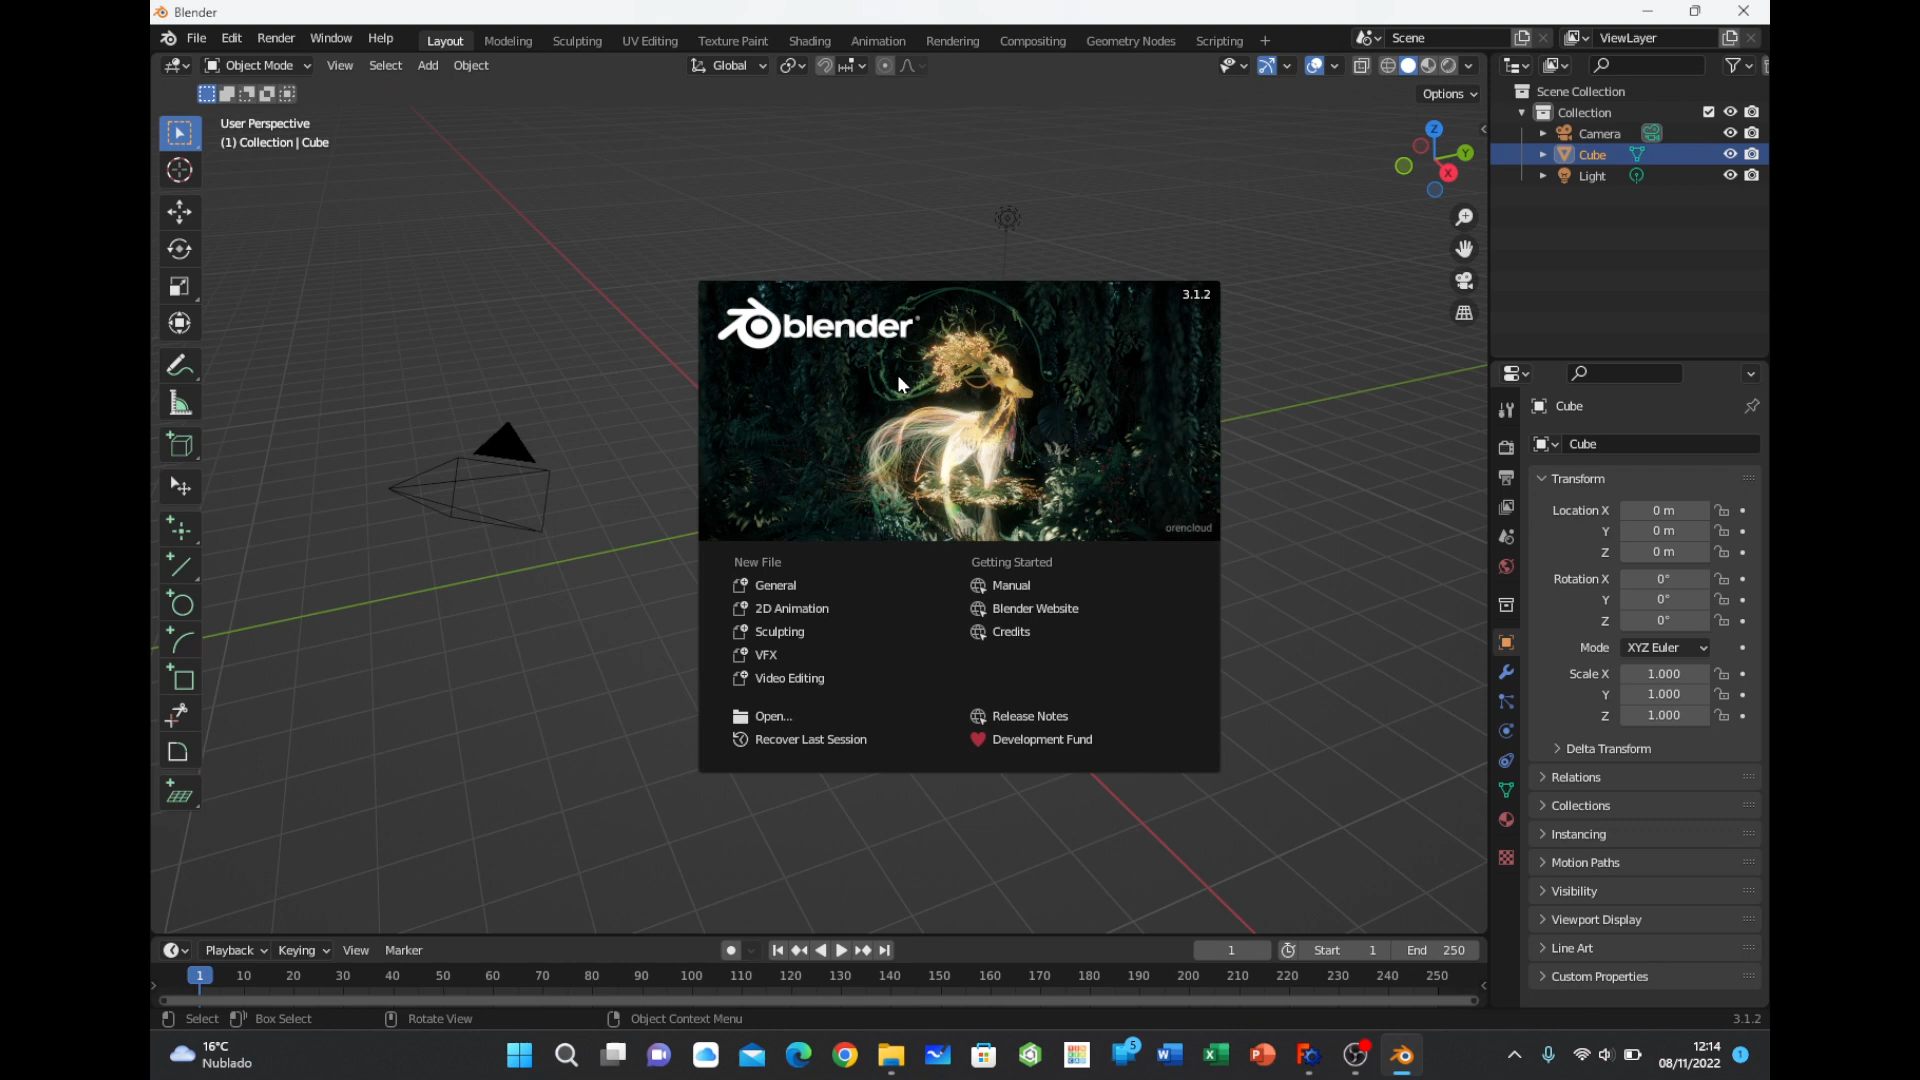 Blender
File Edit Render Window Help Layout Modeling Sculpting UV Editing Texture Paint Shading Animation Rendering Compositing Geometry Nodes Scripting + Scene ViewLayer
Object Mode View Select Add Object Global
Options
User Perspective
(1) Collection | Cube
Z
Y
X
Scene Collection
Collection
Camera
Cube
Light
3.1.2
blender
orencloud
New File
General
2D Animation
Sculpting
VFX
Video Editing
Open...
Recover Last Session
Getting Started
Manual
Blender Website
Credits
Release Notes
Development Fund
Cube
Cube
Transform
Location X 0 m
Y 0 m
Z 0 m
Rotation X 0°
Y 0°
Z 0°
Mode XYZ Euler
Scale X 1.000
Y 1.000
Z 1.000
Delta Transform
Relations
Collections
Instancing
Motion Paths
Visibility
Viewport Display
Line Art
Custom Properties
Playback Keying View Marker 1 Start 1 End 250
1 10 20 30 40 50 60 70 80 90 100 110 120 130 140 150 160 170 180 190 200 210 220 230 240 250
Select Box Select Rotate View Object Context Menu 3.1.2
16°C
Nublado
5
12:14
08/11/2022
1